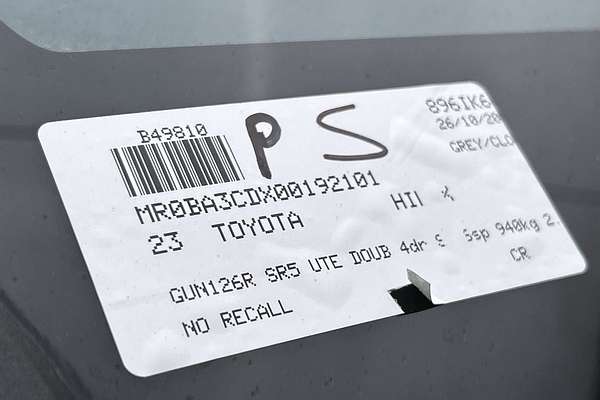 B49810
P S
896IK6
26/10/20
GREY/CLO
MR0BA3CDX00192101
23 TOYOTA
GUN126R SR5 UTE DOUB 4dr 6sp 940kg 2.
CR
NO RECALL